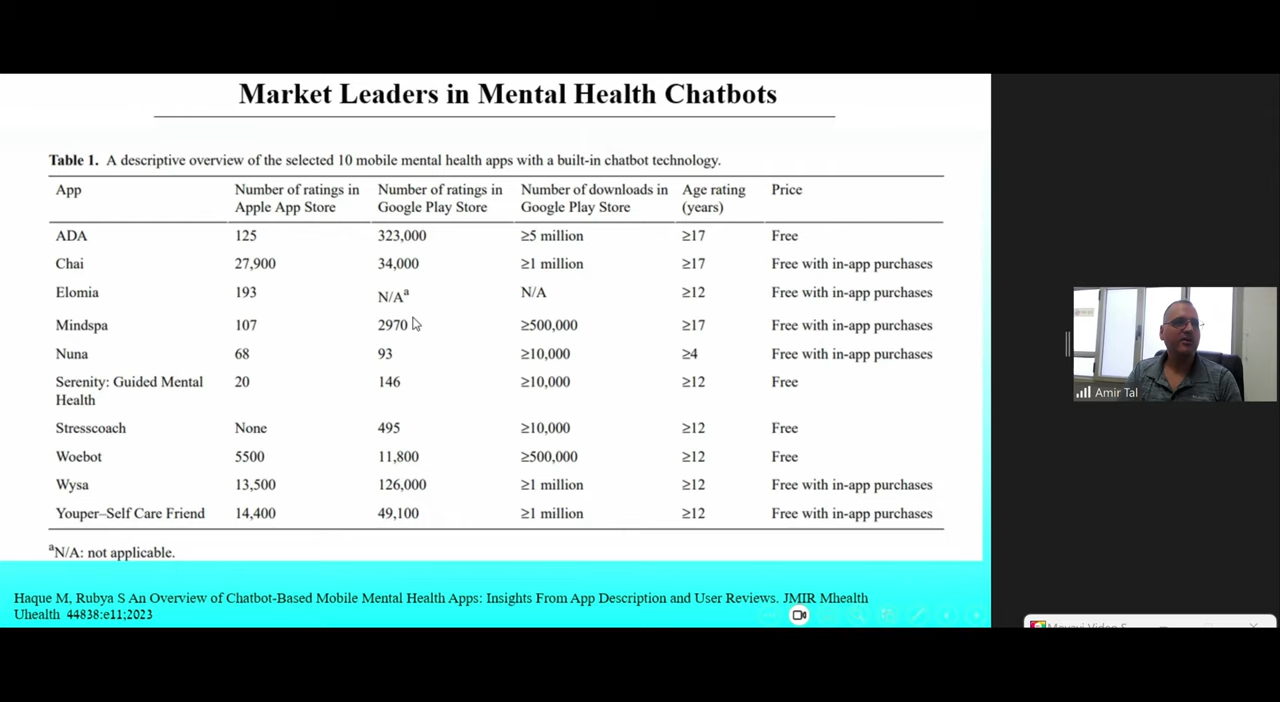 Market Leaders in Mental Health Chatbots
Table 1. A descriptive overview of the selected 10 mobile mental health apps with a built-in chatbot technology.
App Number of ratings in Apple App Store Number of ratings in Google Play Store Number of downloads in Google Play Store Age rating (years) Price
ADA 125 323,000 ≥5 million ≥17 Free
Chai 27,900 34,000 ≥1 million ≥17 Free with in-app purchases
Elomia 193 N/Aᵃ N/A ≥12 Free with in-app purchases
Mindspa 107 2970 ≥500,000 ≥17 Free with in-app purchases
Nuna 68 93 ≥10,000 ≥4 Free with in-app purchases
Serenity: Guided Mental Health 20 146 ≥10,000 ≥12 Free
Stresscoach None 495 ≥10,000 ≥12 Free
Woebot 5500 11,800 ≥500,000 ≥12 Free
Wysa 13,500 126,000 ≥1 million ≥12 Free with in-app purchases
Youper–Self Care Friend 14,400 49,100 ≥1 million ≥12 Free with in-app purchases
ᵃN/A: not applicable.
Haque M, Rubya S An Overview of Chatbot-Based Mobile Mental Health Apps: Insights From App Description and User Reviews. JMIR Mhealth
Uhealth 44838:e11;2023
Amir Tal